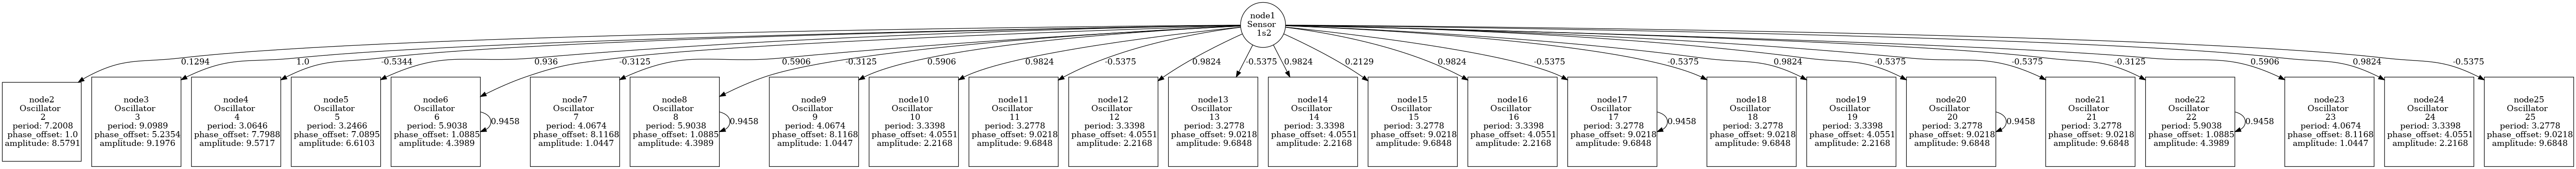 node1
Sensor
1s2
0.1294
1.0
-0.5344
0.936
-0.3125
0.5906
-0.3125
0.5906
0.9824
-0.5375
0.9824
-0.5375
0.9824
0.2129
0.9824
-0.5375
-0.5375
0.9824
-0.5375
-0.5375
-0.3125
0.5906
0.9824
-0.5375
node2
Oscillator
2
period: 7.2008
phase_offset: 1.0
amplitude: 8.5791
node3
Oscillator
3
period: 9.0989
phase_offset: 5.2354
amplitude: 9.1976
node4
Oscillator
4
period: 3.0646
phase_offset: 7.7988
amplitude: 9.5717
node5
Oscillator
5
period: 3.2466
phase_offset: 7.0895
amplitude: 6.6103
node6
Oscillator
6
period: 5.9038
phase_offset: 1.0885
amplitude: 4.3989
0.9458
node7
Oscillator
7
period: 4.0674
phase_offset: 8.1168
amplitude: 1.0447
node8
Oscillator
8
period: 5.9038
phase_offset: 1.0885
amplitude: 4.3989
0.9458
node9
Oscillator
9
period: 4.0674
phase_offset: 8.1168
amplitude: 1.0447
node10
Oscillator
10
period: 3.3398
phase_offset: 4.0551
amplitude: 2.2168
node11
Oscillator
11
period: 3.2778
phase_offset: 9.0218
amplitude: 9.6848
node12
Oscillator
12
period: 3.3398
phase_offset: 4.0551
amplitude: 2.2168
node13
Oscillator
13
period: 3.2778
phase_offset: 9.0218
amplitude: 9.6848
node14
Oscillator
14
period: 3.3398
phase_offset: 4.0551
amplitude: 2.2168
node15
Oscillator
15
period: 3.2778
phase_offset: 9.0218
amplitude: 9.6848
node16
Oscillator
16
period: 3.3398
phase_offset: 4.0551
amplitude: 2.2168
node17
Oscillator
17
period: 3.2778
phase_offset: 9.0218
amplitude: 9.6848
0.9458
node18
Oscillator
18
period: 3.2778
phase_offset: 9.0218
amplitude: 9.6848
node19
Oscillator
19
period: 3.3398
phase_offset: 4.0551
amplitude: 2.2168
node20
Oscillator
20
period: 3.2778
phase_offset: 9.0218
amplitude: 9.6848
0.9458
node21
Oscillator
21
period: 3.2778
phase_offset: 9.0218
amplitude: 9.6848
node22
Oscillator
22
period: 5.9038
phase_offset: 1.0885
amplitude: 4.3989
0.9458
node23
Oscillator
23
period: 4.0674
phase_offset: 8.1168
amplitude: 1.0447
node24
Oscillator
24
period: 3.3398
phase_offset: 4.0551
amplitude: 2.2168
node25
Oscillator
25
period: 3.2778
phase_offset: 9.0218
amplitude: 9.6848